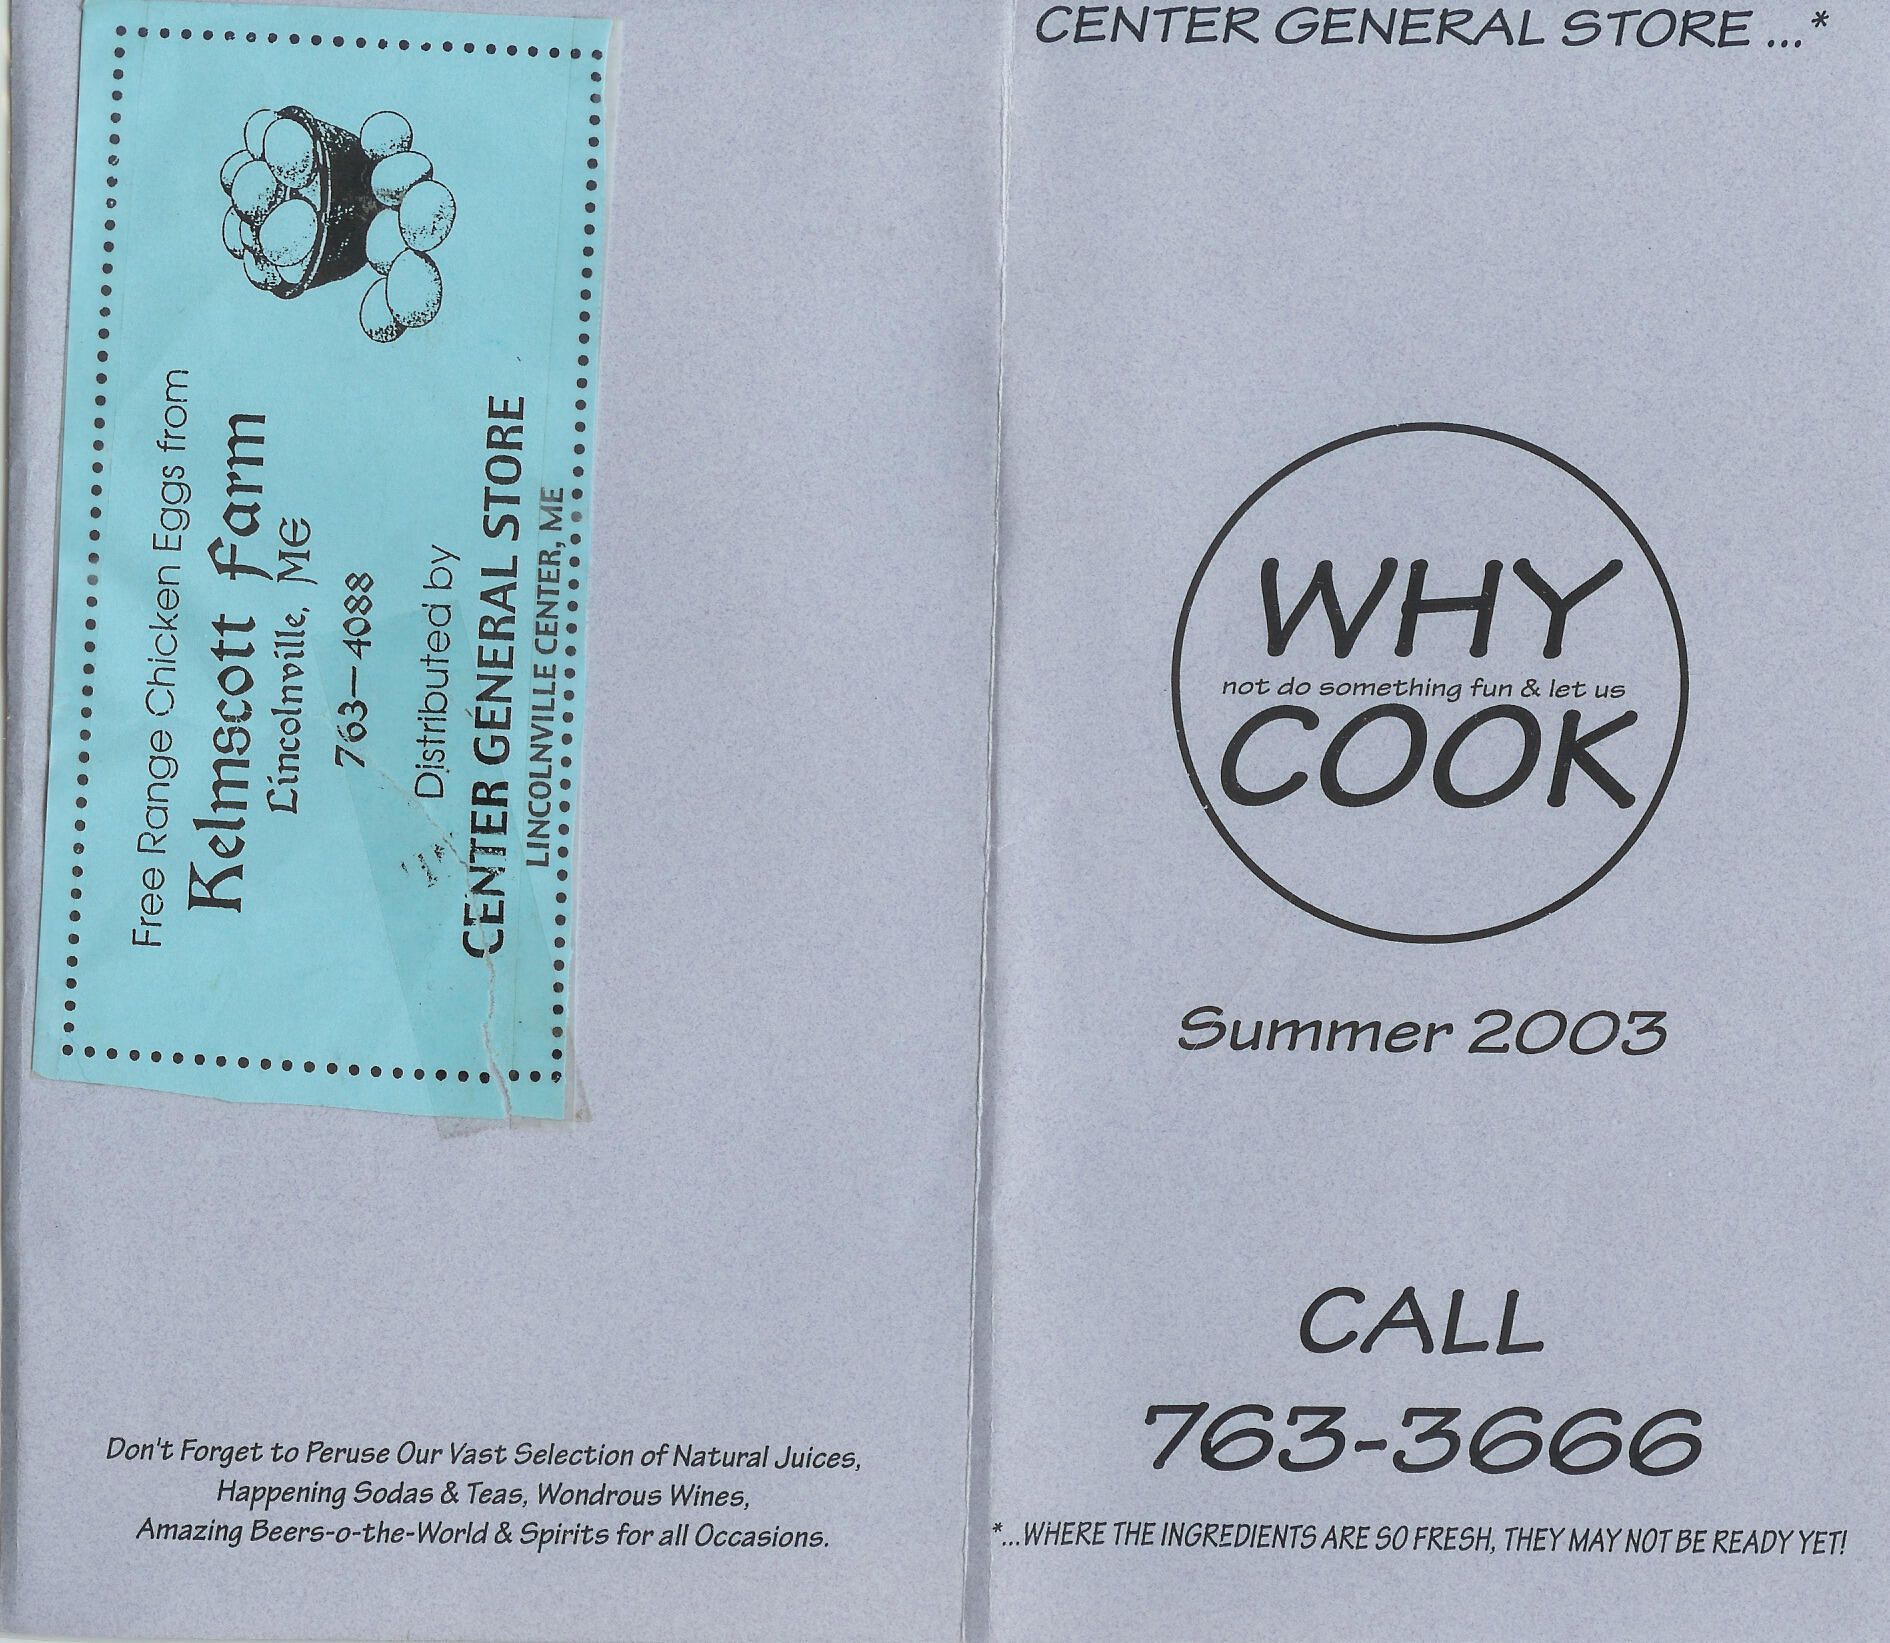 Free Range Chicken Eggs from
Kelmscott Farm
Lincolnville, ME
763—4088
Distributed by
CENTER GENERAL STORE
LINCOLNVILLE CENTER, ME
Don't Forget to Peruse Our Vast Selection of Natural Juices,
Happening Sodas & Teas, Wondrous Wines,
Amazing Beers-o-the-World & Spirits for all Occasions.
CENTER GENERAL STORE ...*
WHY
not do something fun & let us
COOK
Summer 2003
CALL
763-3666
*...WHERE THE INGREDIENTS ARE SO FRESH, THEY MAY NOT BE READY YET!